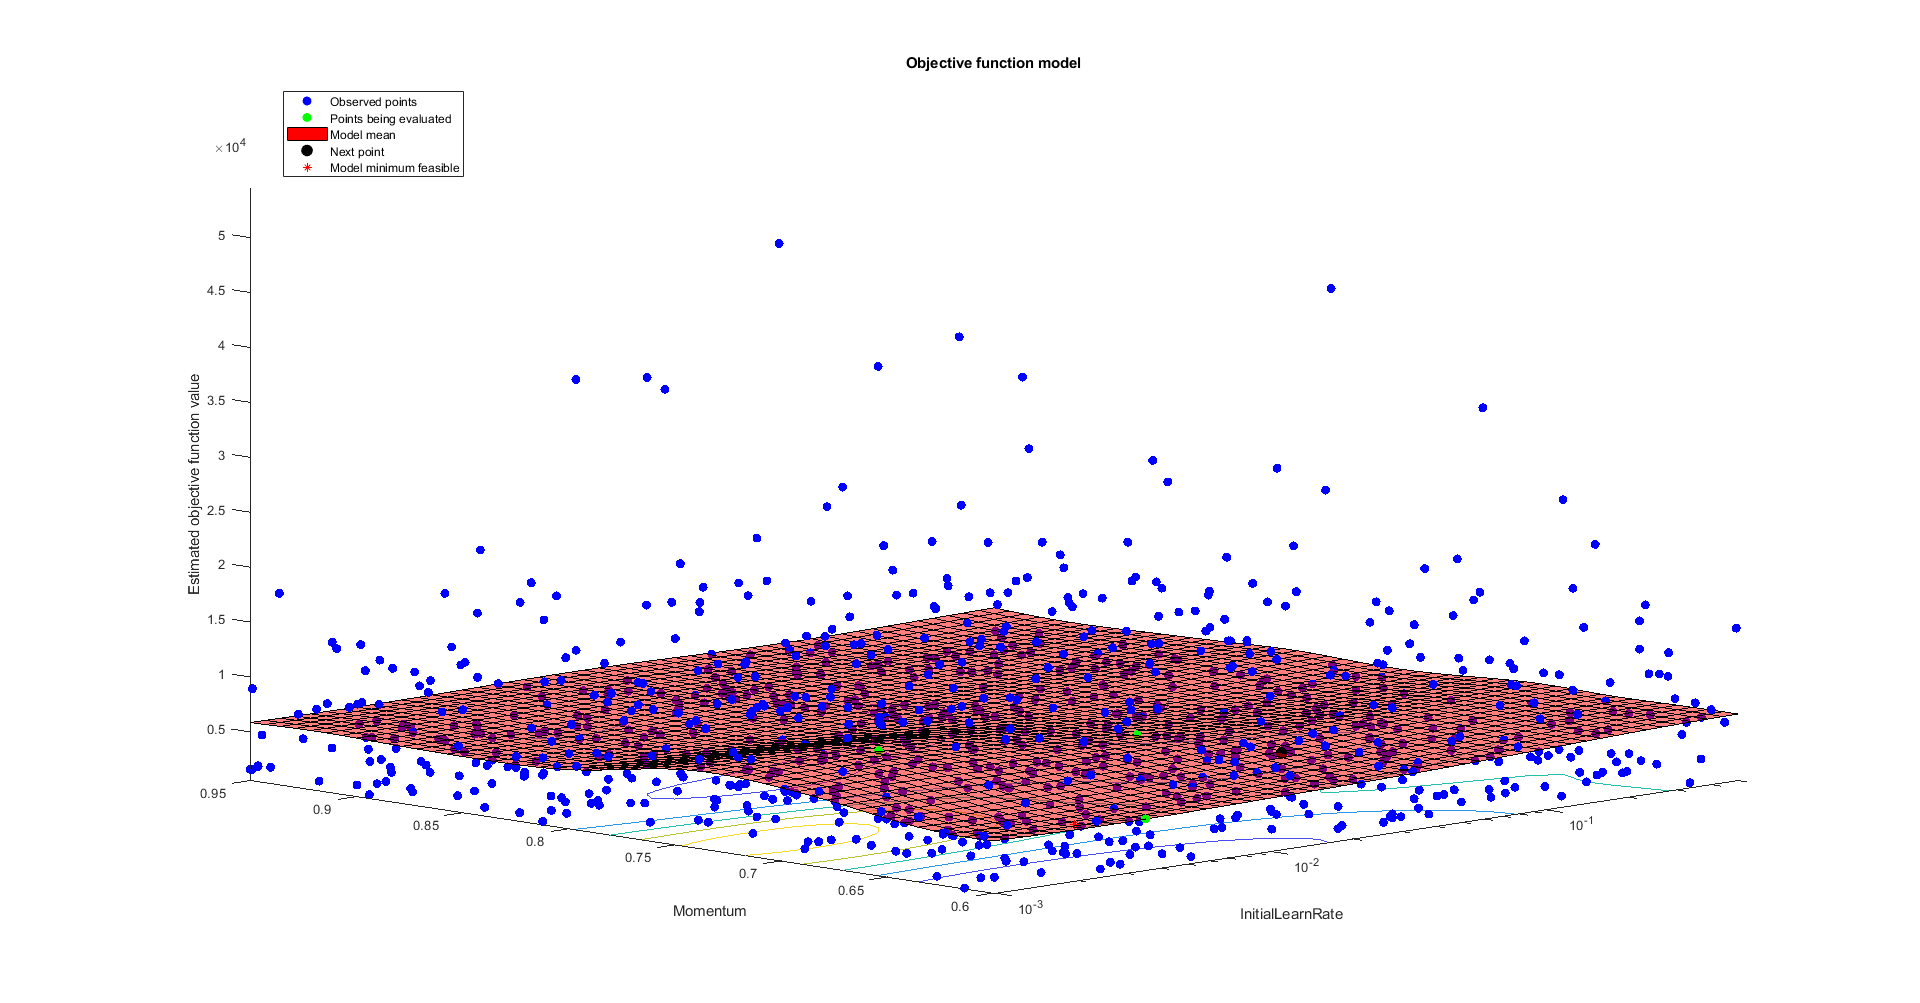 Objective function model
Observed points
Points being evaluated
Model mean
Next point
Model minimum feasible
×10^4
5
4.5
4
3.5
3
2.5
2
1.5
1
0.5
Estimated objective function value
0.95
0.9
0.85
0.8
0.75
0.7
0.65
0.6
Momentum
10^-3
10^-2
10^-1
InitialLearnRate